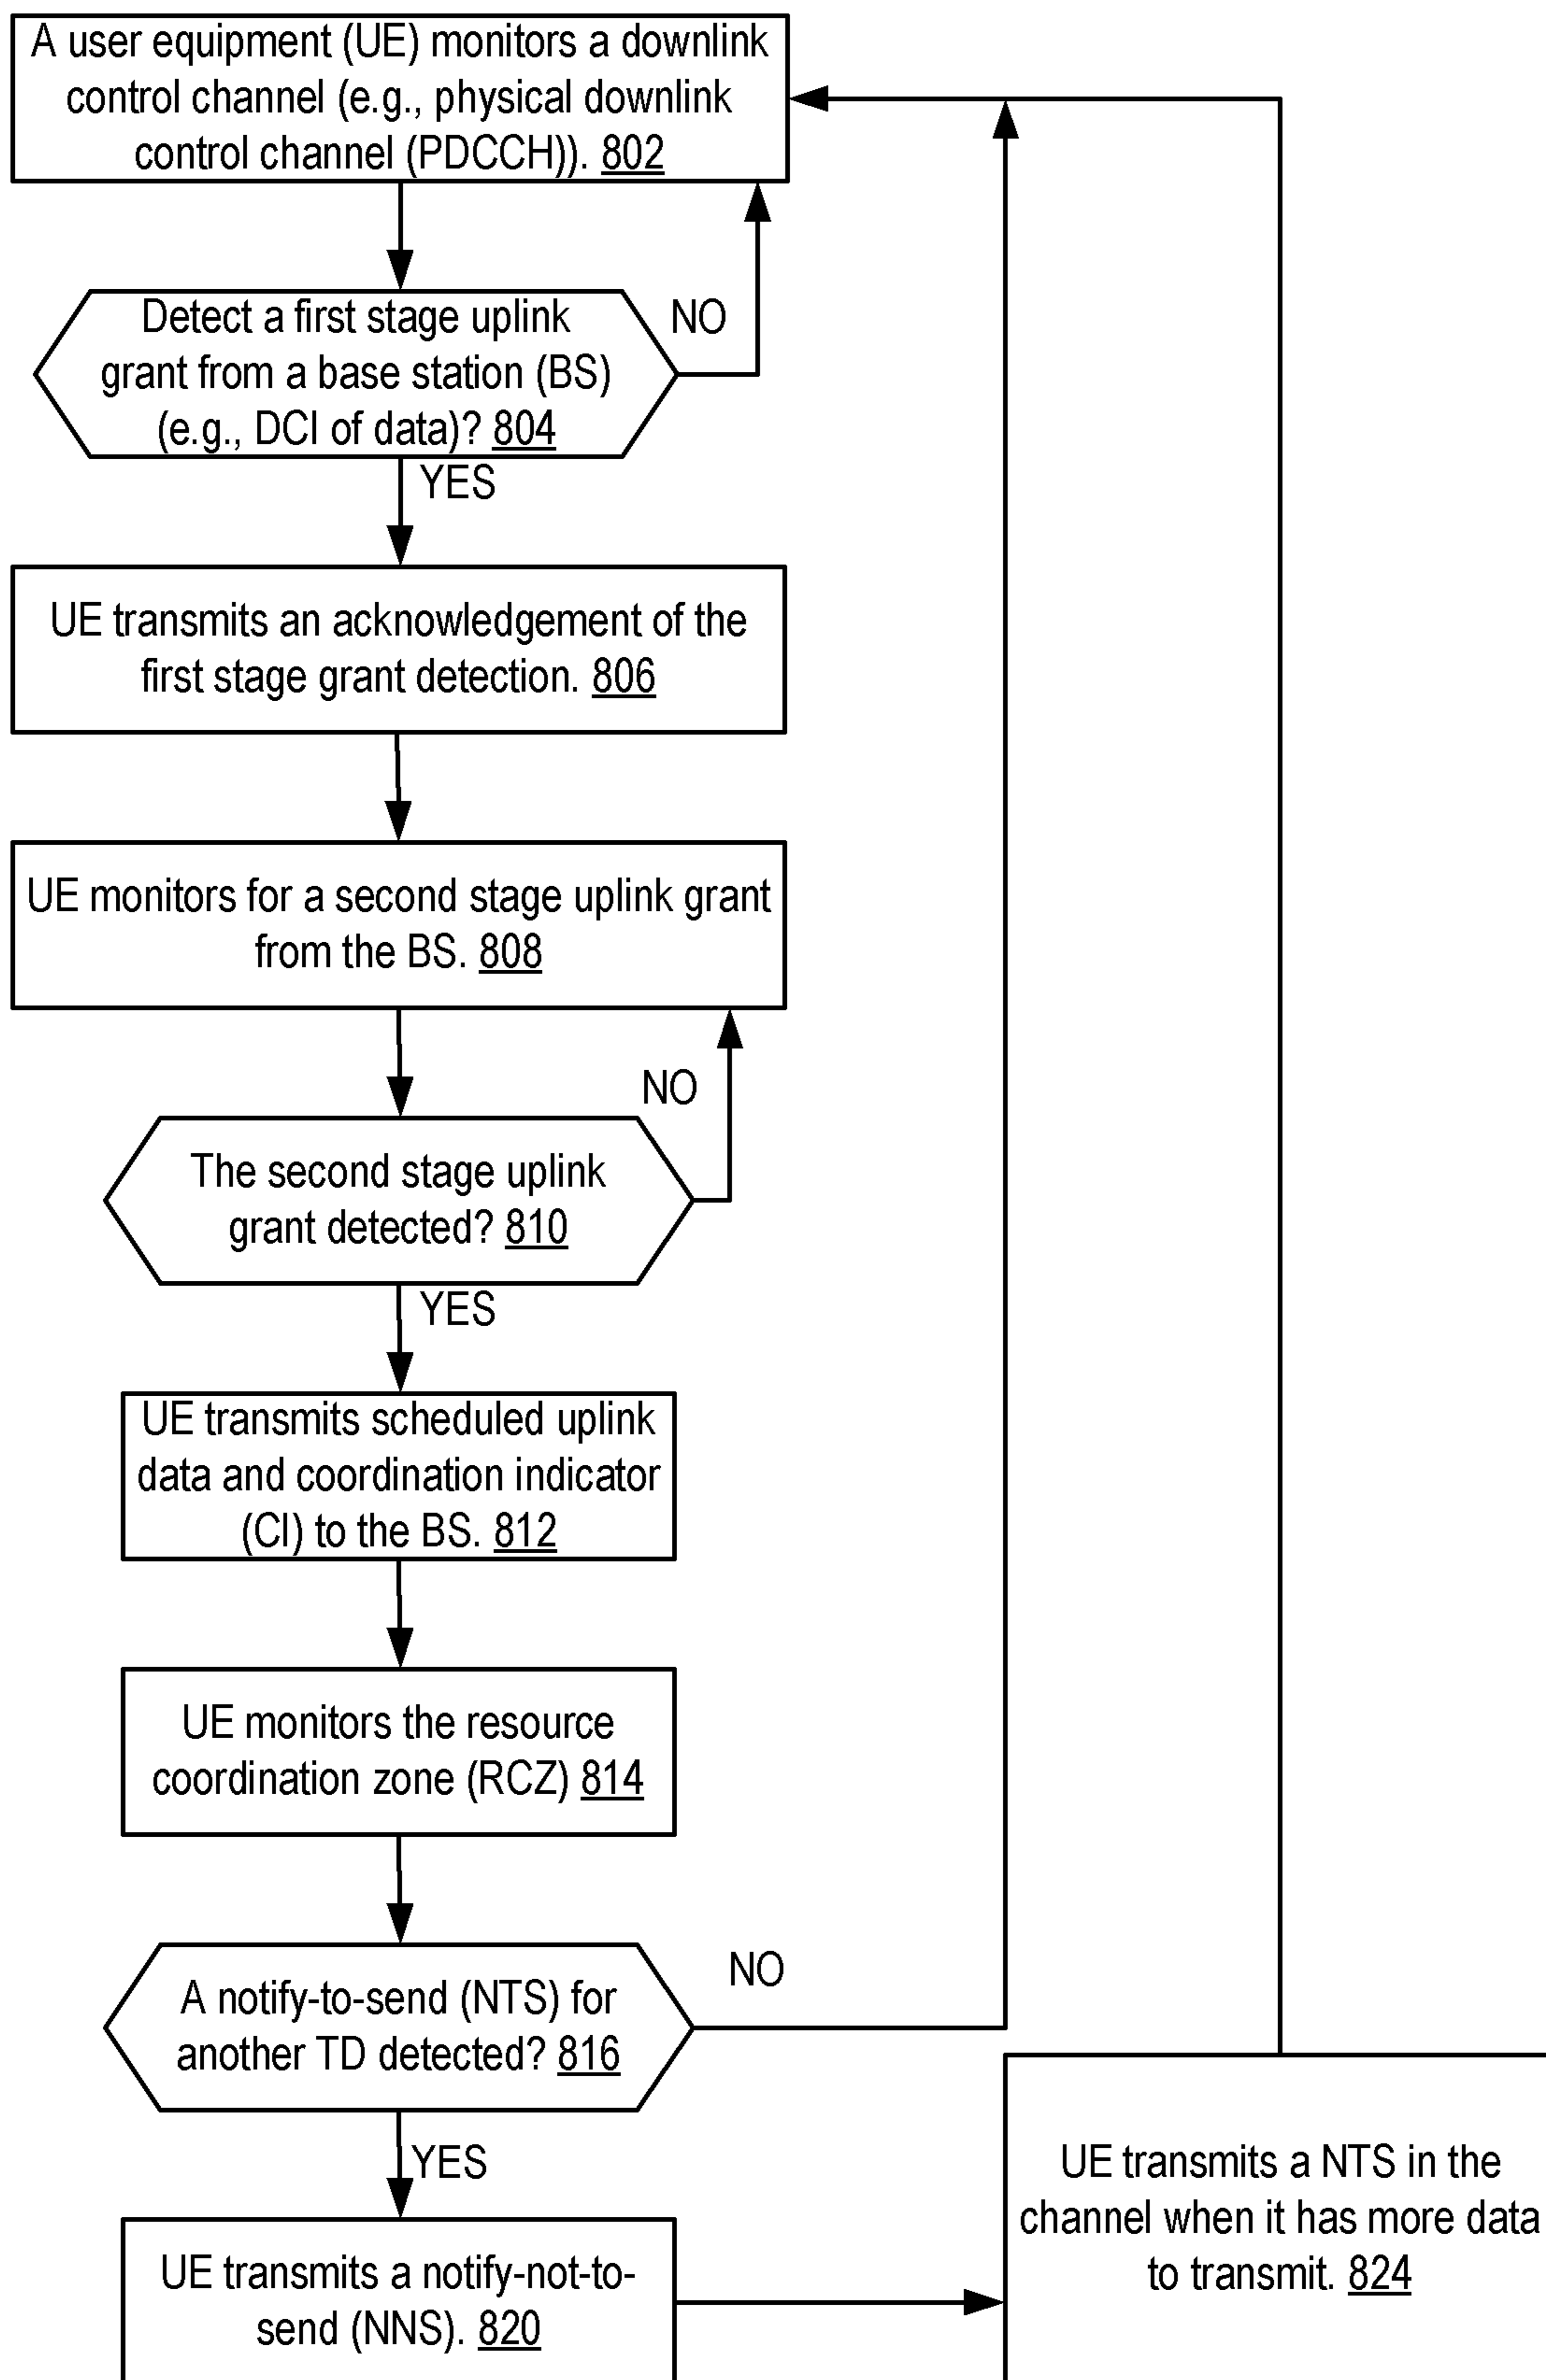 A user equipment (UE) monitors a downlink
control channel (e.g., physical downlink
control channel (PDCCH)). 802
Detect a first stage uplink
grant from a base station (BS)
(e.g., DCI of data)? 804
NO
YES
UE transmits an acknowledgement of the
first stage grant detection. 806
UE monitors for a second stage uplink grant
from the BS. 808
NO
The second stage uplink
grant detected? 810
YES
UE transmits scheduled uplink
data and coordination indicator
(CI) to the BS. 812
UE monitors the resource
coordination zone (RCZ) 814
NO
A notify-to-send (NTS) for
another TD detected? 816
YES
UE transmits a notify-not-to-
send (NNS). 820
UE transmits a NTS in the
channel when it has more data
to transmit. 824